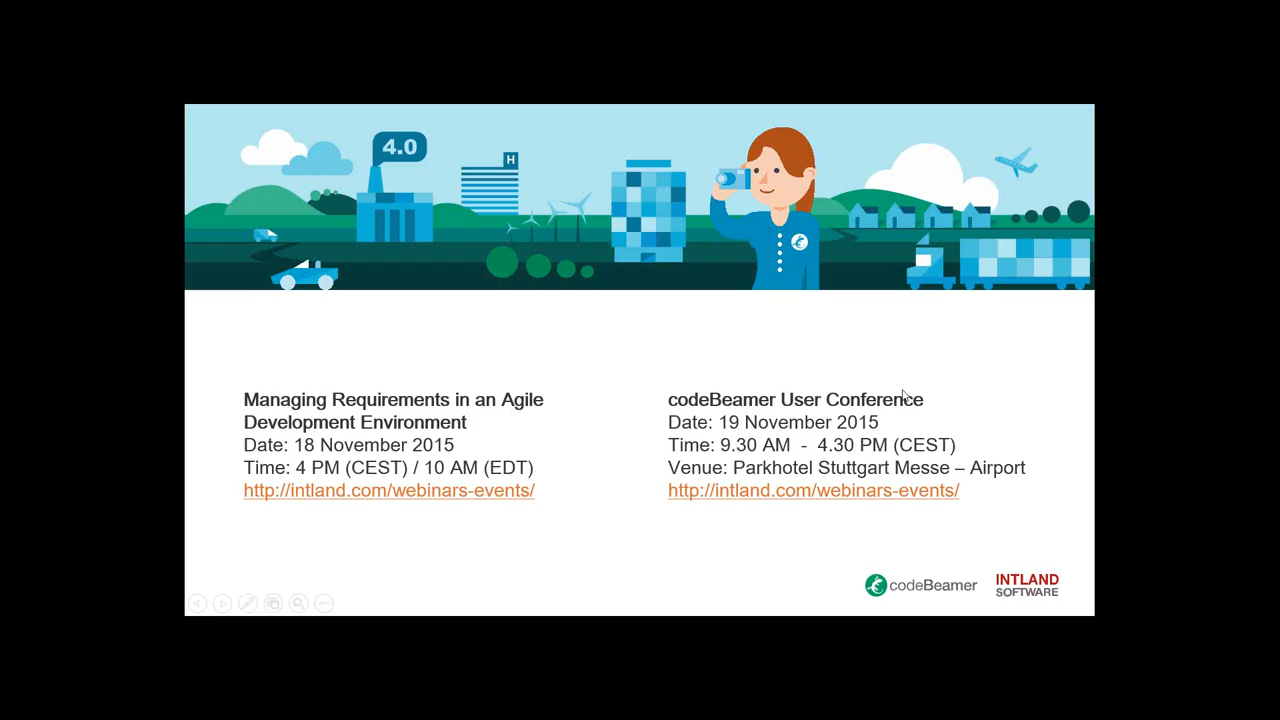 4.0
H
Managing Requirements in an Agile
Development Environment
Date: 18 November 2015
Time: 4 PM (CEST) / 10 AM (EDT)
http://intland.com/webinars-events/
codeBeamer User Conference
Date: 19 November 2015
Time: 9.30 AM - 4.30 PM (CEST)
Venue: Parkhotel Stuttgart Messe – Airport
http://intland.com/webinars-events/
codeBeamer
INTLAND
SOFTWARE